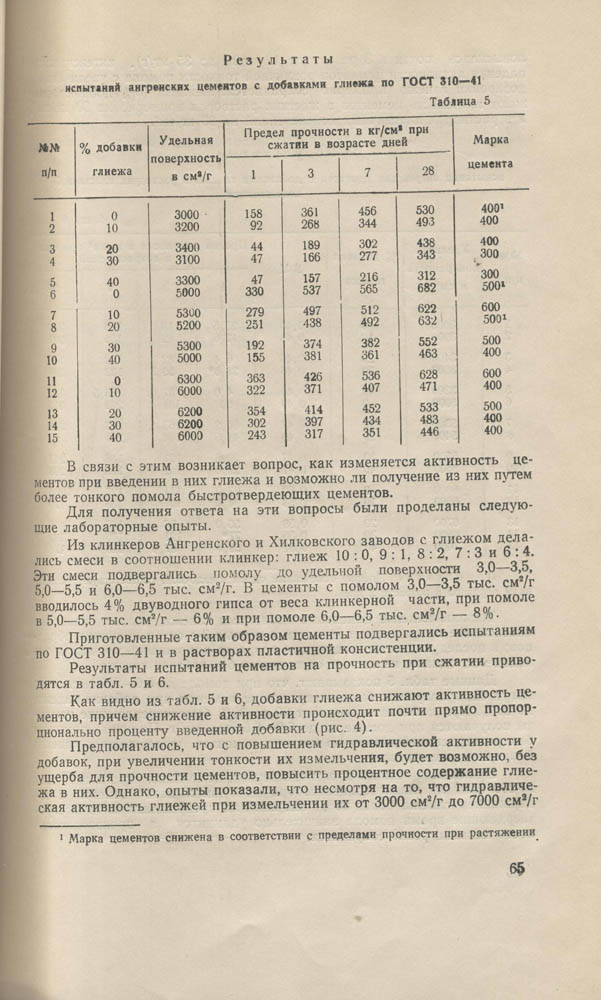 Результаты
испытаний ангренских цементов с добавками глиежа по ГОСТ 310—41
Таблица 5
№№ п/п % добавки глиежа Удельная поверхность в см²/г Предел прочности в кг/см² при сжатии в возрасте дней Марка цемента
1 3 7 28
1 0 3000 158 361 456 530 400¹
2 10 3200 92 268 344 493 400
3 20 3400 44 189 302 438 400
4 30 3100 47 166 277 343 300
5 40 3300 47 157 216 312 300
6 0 5000 330 537 565 682 500¹
7 10 5300 279 497 512 622 600
8 20 5200 251 438 492 632 500¹
9 30 5300 192 374 382 552 500
10 40 5000 155 381 361 463 400
11 0 6300 363 426 536 628 600
12 10 6000 322 371 407 471 400
13 20 6200 354 414 452 533 500
14 30 6200 302 397 434 483 400
15 40 6000 243 317 351 446 400
В связи с этим возникает вопрос, как изменяется активность це-
ментов при введении в них глиежа и возможно ли получение из них путем
более тонкого помола быстротвердеющих цементов.
Для получения ответа на эти вопросы были проделаны следую-
щие лабораторные опыты.
Из клинкеров Ангренского и Хилковского заводов с глиежом дела-
лись смеси в соотношении клинкер: глиеж 10 : 0, 9 : 1, 8 : 2, 7 : 3 и 6 : 4.
Эти смеси подвергались помолу до удельной поверхности 3,0—3,5,
5,0—5,5 и 6,0—6,5 тыс. см²/г. В цементы с помолом 3,0—3,5 тыс. см²/г
вводилось 4% двуводного гипса от веса клинкерной части, при помоле
в 5,0—5,5 тыс. см²/г — 6% и при помоле 6,0—6,5 тыс. см²/г — 8%.
Приготовленные таким образом цементы подвергались испытаниям
по ГОСТ 310—41 и в растворах пластичной консистенции.
Результаты испытаний цементов на прочность при сжатии приво-
дятся в табл. 5 и 6.
Как видно из табл. 5 и 6, добавки глиежа снижают активность це-
ментов, причем снижение активности происходит почти прямо пропор-
ционально проценту введенной добавки (рис. 4).
Предполагалось, что с повышением гидравлической активности у
добавок, при увеличении тонкости их измельчения, будет возможно, без
ущерба для прочности цементов, повысить процентное содержание глие-
жа в них. Однако, опыты показали, что несмотря на то, что гидравличе-
ская активность глиежей при измельчении их от 3000 см²/г до 7000 см²/г
¹ Марка цементов снижена в соответствии с пределами прочности при растяжении.
65